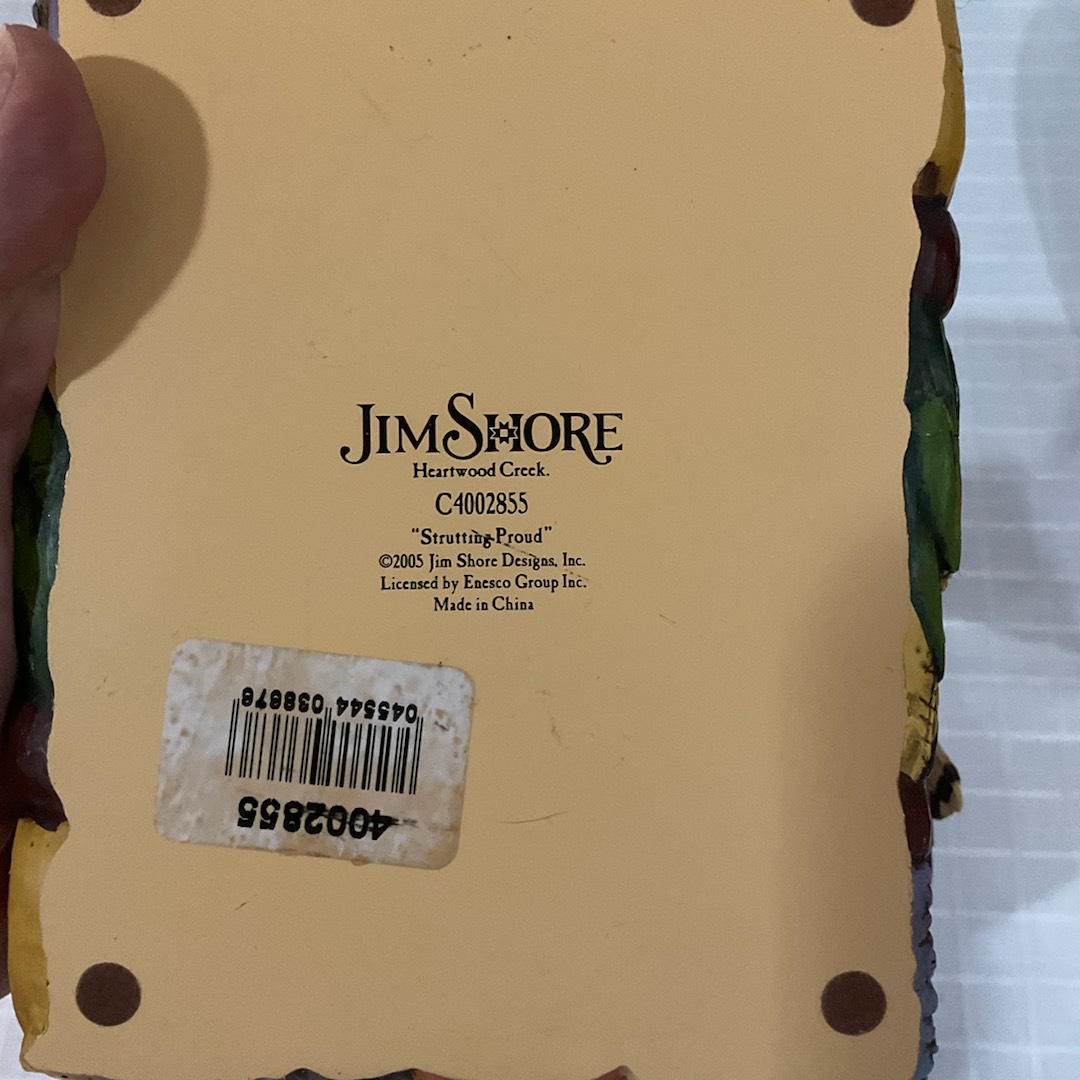 JIM SHORE
Heartwood Creek.
C4002855
"Strutting Proud"
©2005 Jim Shore Designs, Inc.
Licensed by Enesco Group Inc.
Made in China
4002855
045544 038676